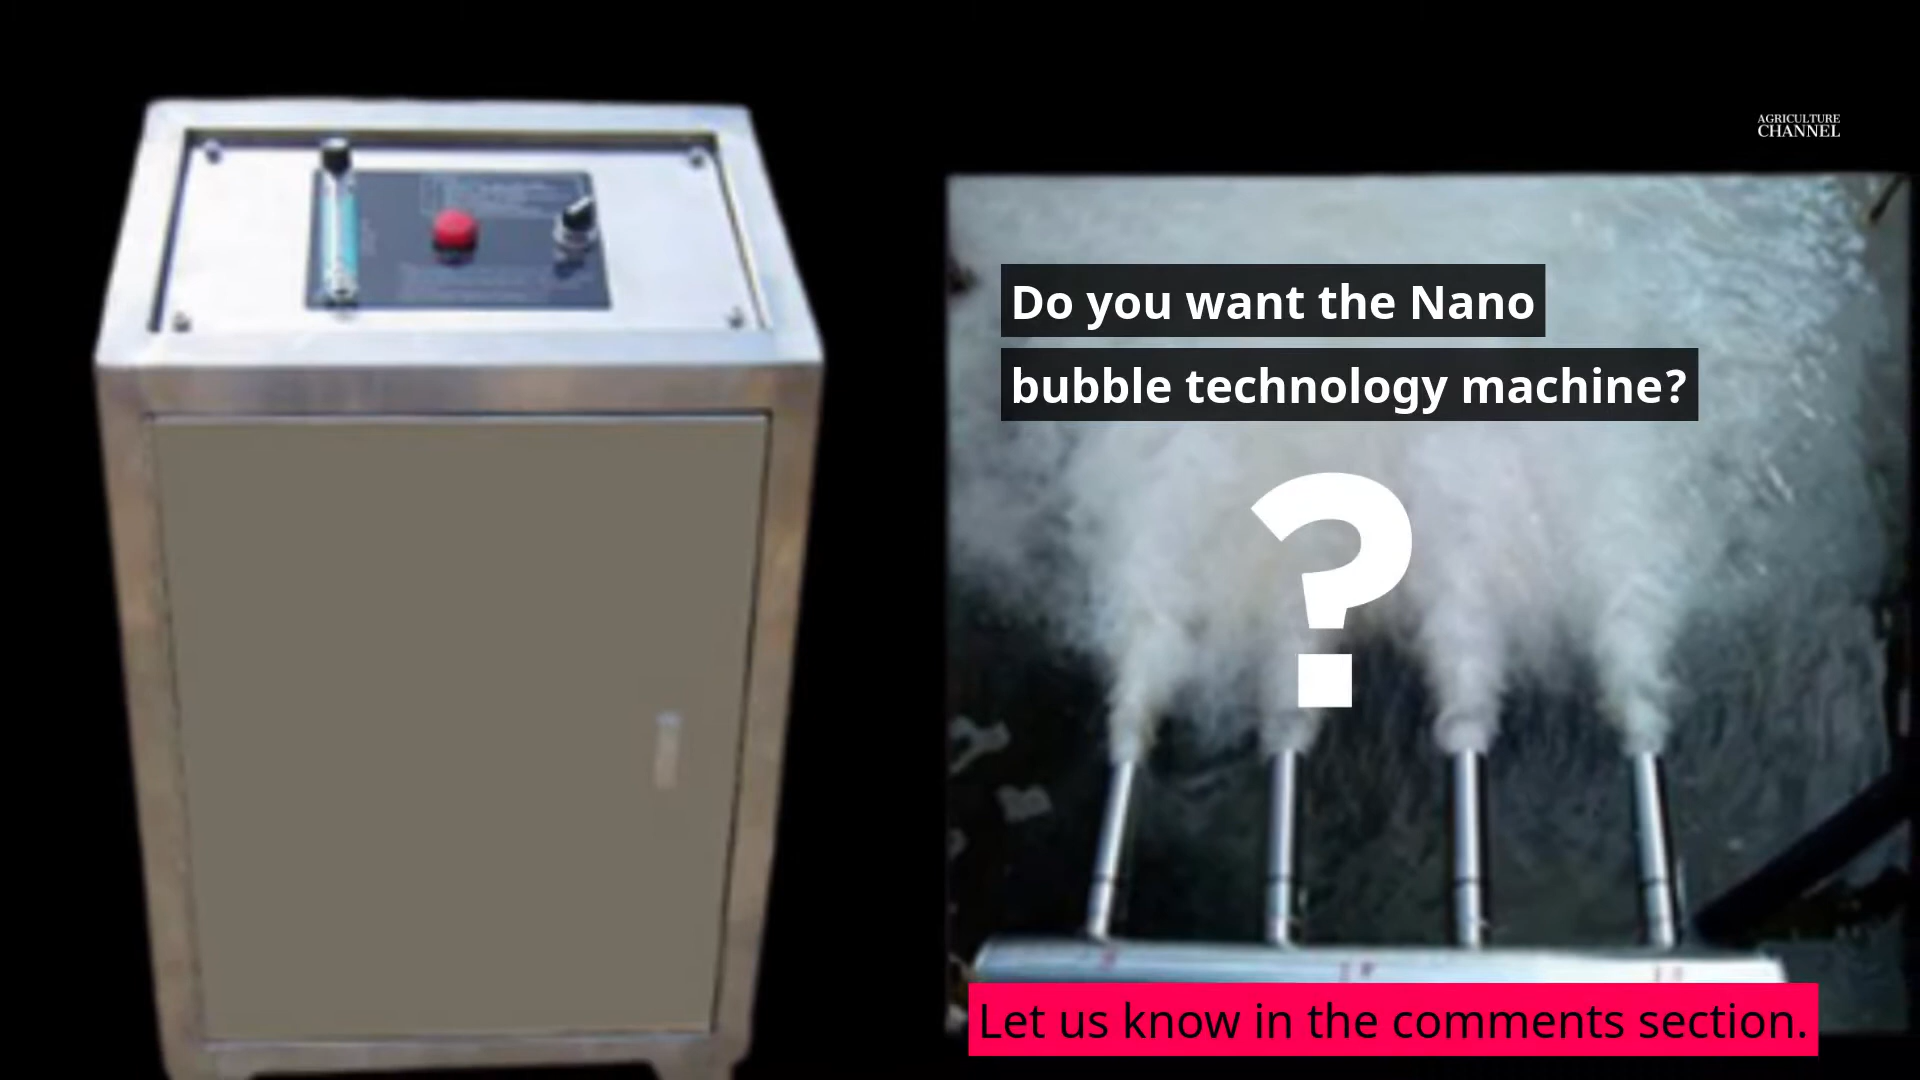 AGRICULTURE
CHANNEL
Do you want the Nano
bubble technology machine?
?
Let us know in the comments section.